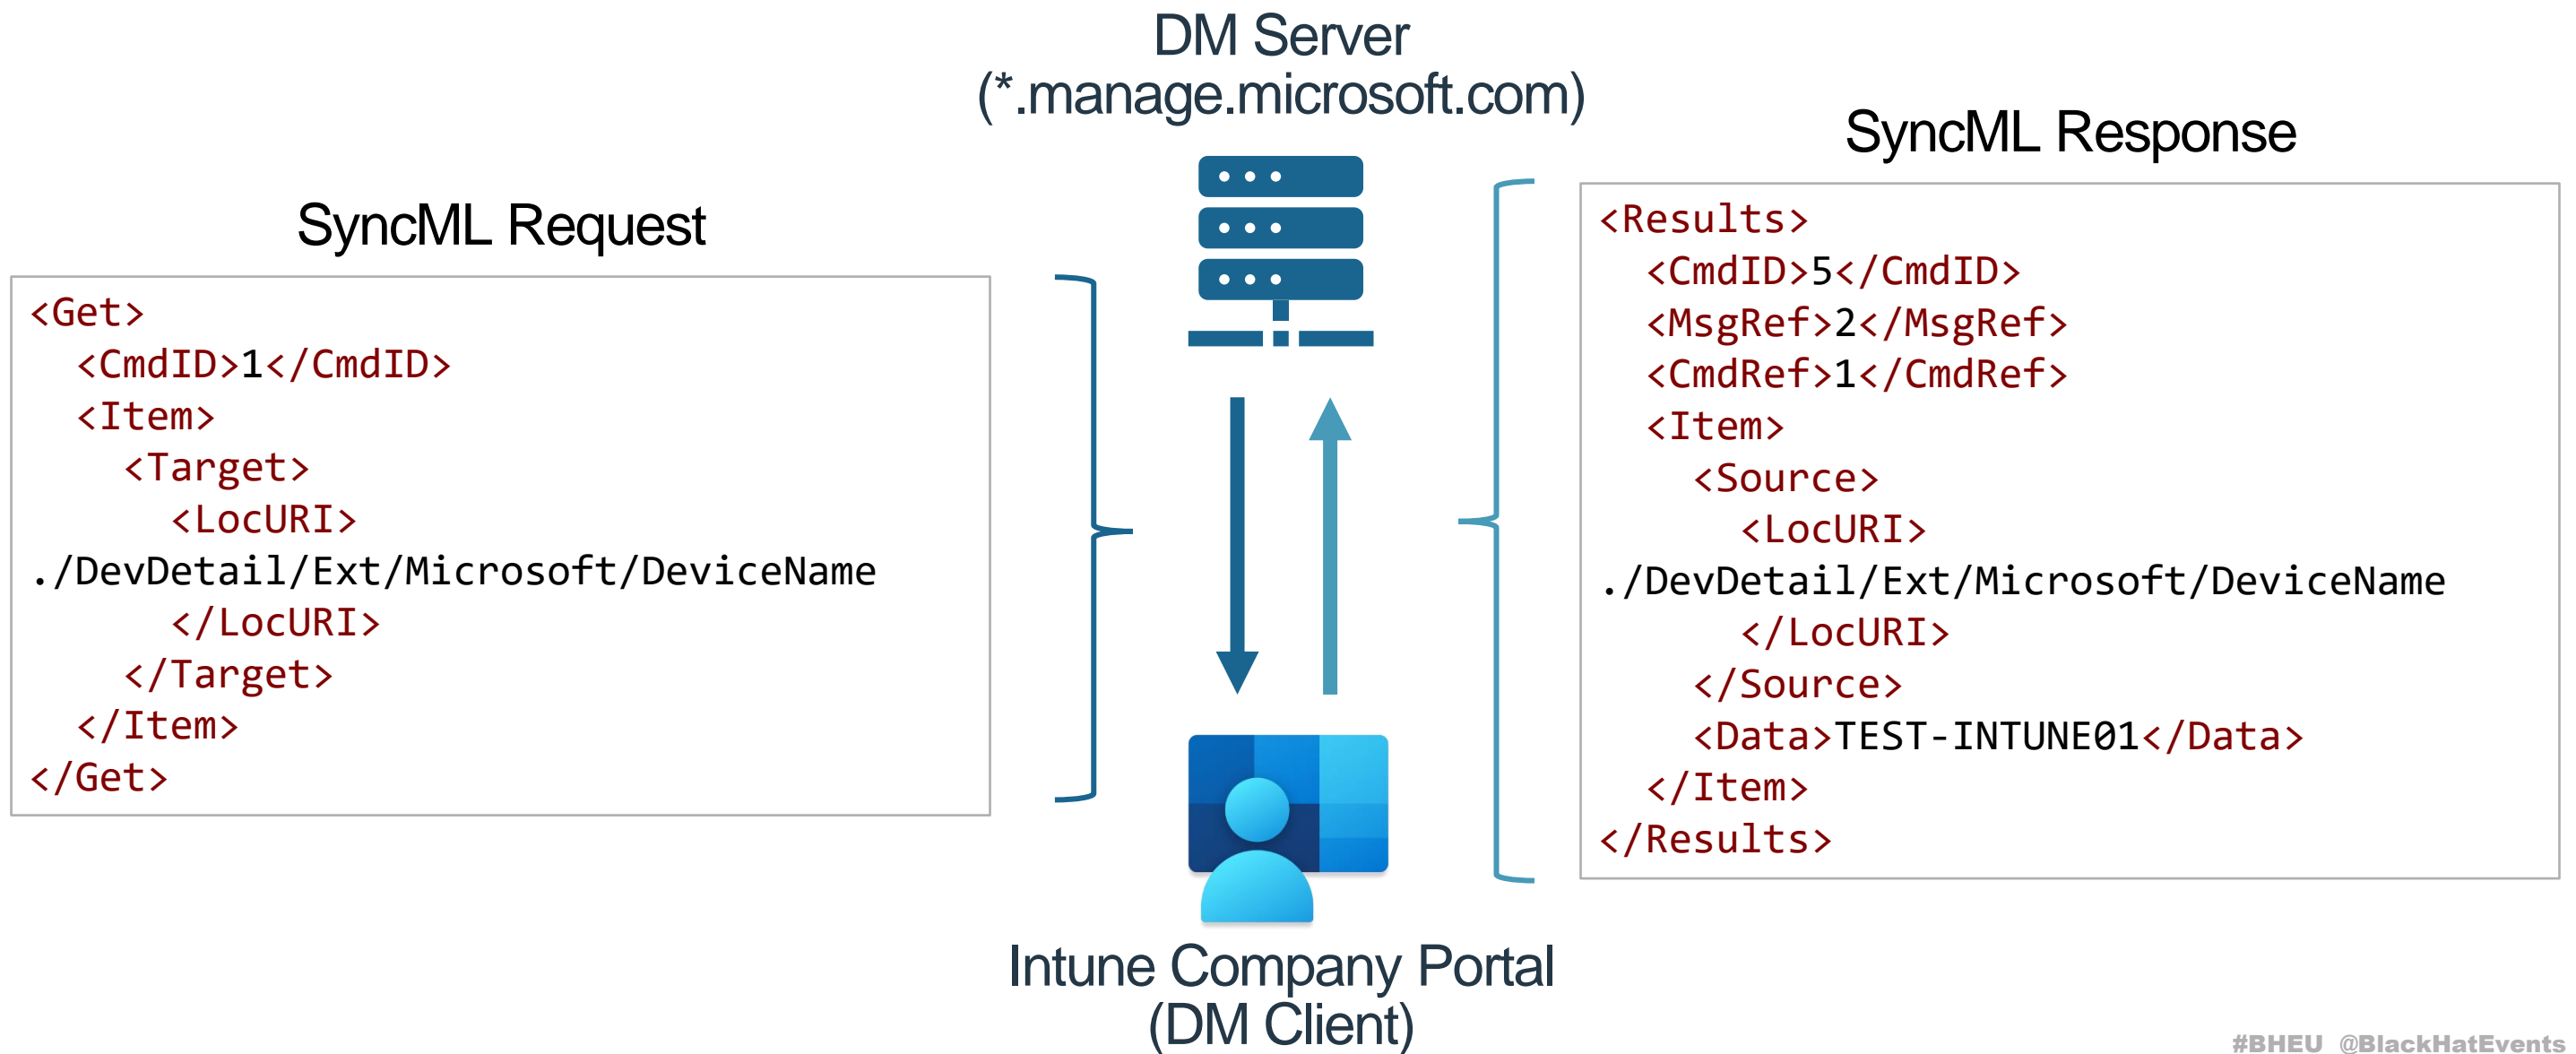 DM Server
(*.manage.microsoft.com)
SyncML Request
<Get>
  <CmdID>1</CmdID>
  <Item>
    <Target>
      <LocURI>
./DevDetail/Ext/Microsoft/DeviceName
      </LocURI>
    </Target>
  </Item>
</Get>
SyncML Response
<Results>
  <CmdID>5</CmdID>
  <MsgRef>2</MsgRef>
  <CmdRef>1</CmdRef>
  <Item>
    <Source>
      <LocURI>
./DevDetail/Ext/Microsoft/DeviceName
      </LocURI>
    </Source>
    <Data>TEST-INTUNE01</Data>
  </Item>
</Results>
Intune Company Portal
(DM Client)
#BHEU @BlackHatEvents